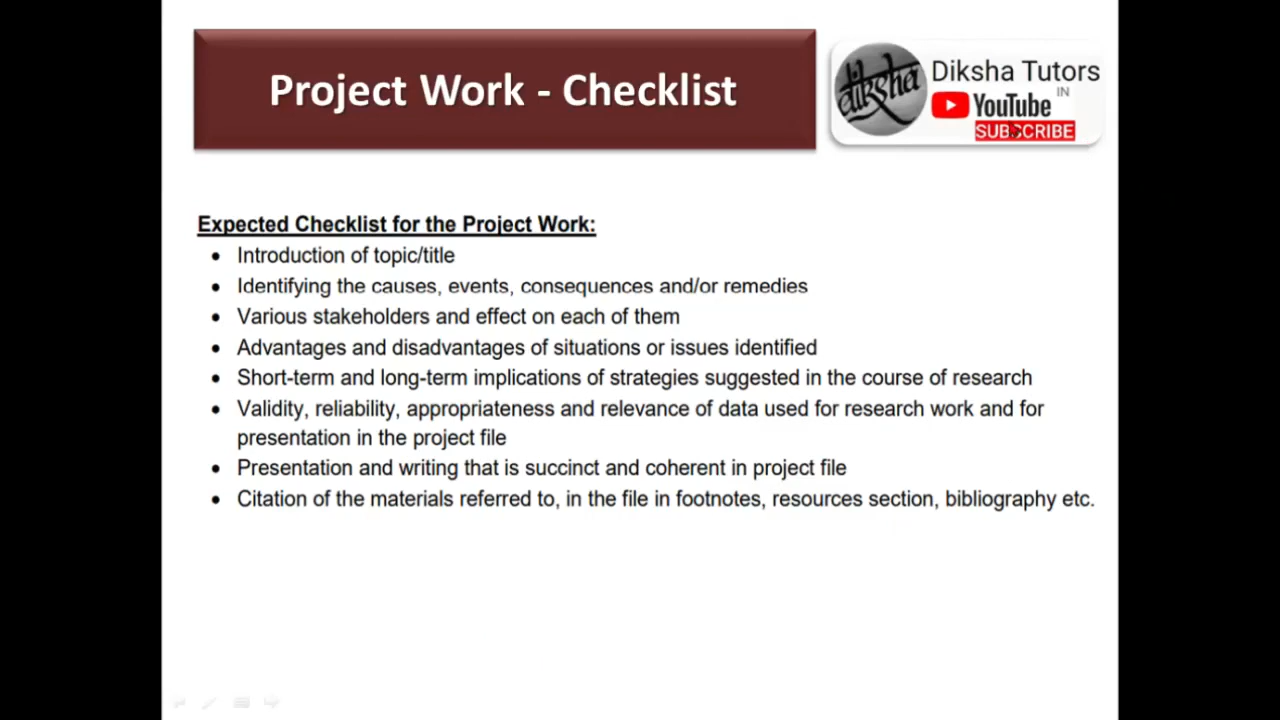 Project Work - Checklist
diksha
Diksha Tutors
IN
YouTube
SUBSCRIBE
Expected Checklist for the Project Work:
• Introduction of topic/title
• Identifying the causes, events, consequences and/or remedies
• Various stakeholders and effect on each of them
• Advantages and disadvantages of situations or issues identified
• Short-term and long-term implications of strategies suggested in the course of research
• Validity, reliability, appropriateness and relevance of data used for research work and for
presentation in the project file
• Presentation and writing that is succinct and coherent in project file
• Citation of the materials referred to, in the file in footnotes, resources section, bibliography etc.